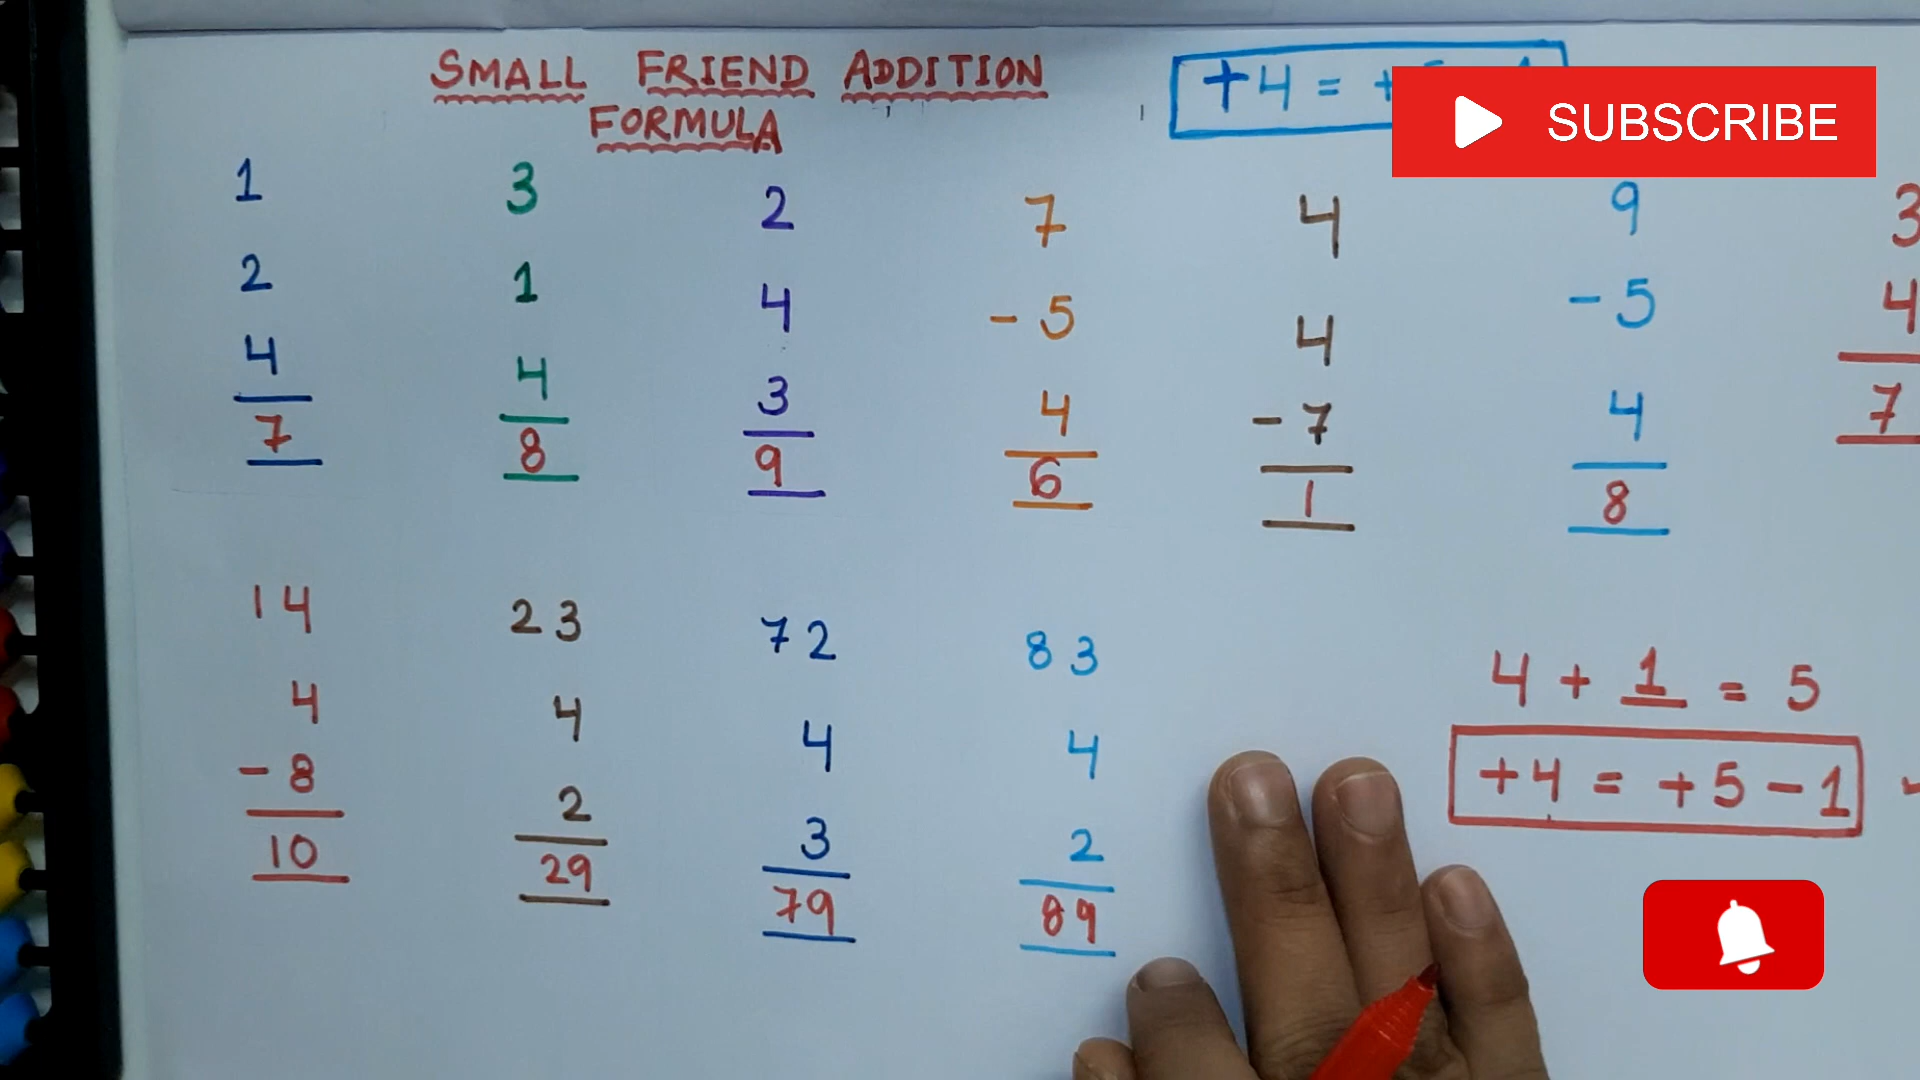 SMALL FRIEND ADDITION
FORMULA
+4 = +
SUBSCRIBE
1 3 2 7 4 9 3
2 1 4 - 5 4 - 5 4
4 4 3 4 - 7 4
7 8 9 6 1 8 7
14 23 72 83
4 4 4 4
- 8 2 3 2
10 29 79 89
4 + 1 = 5
+4 = +5 - 1